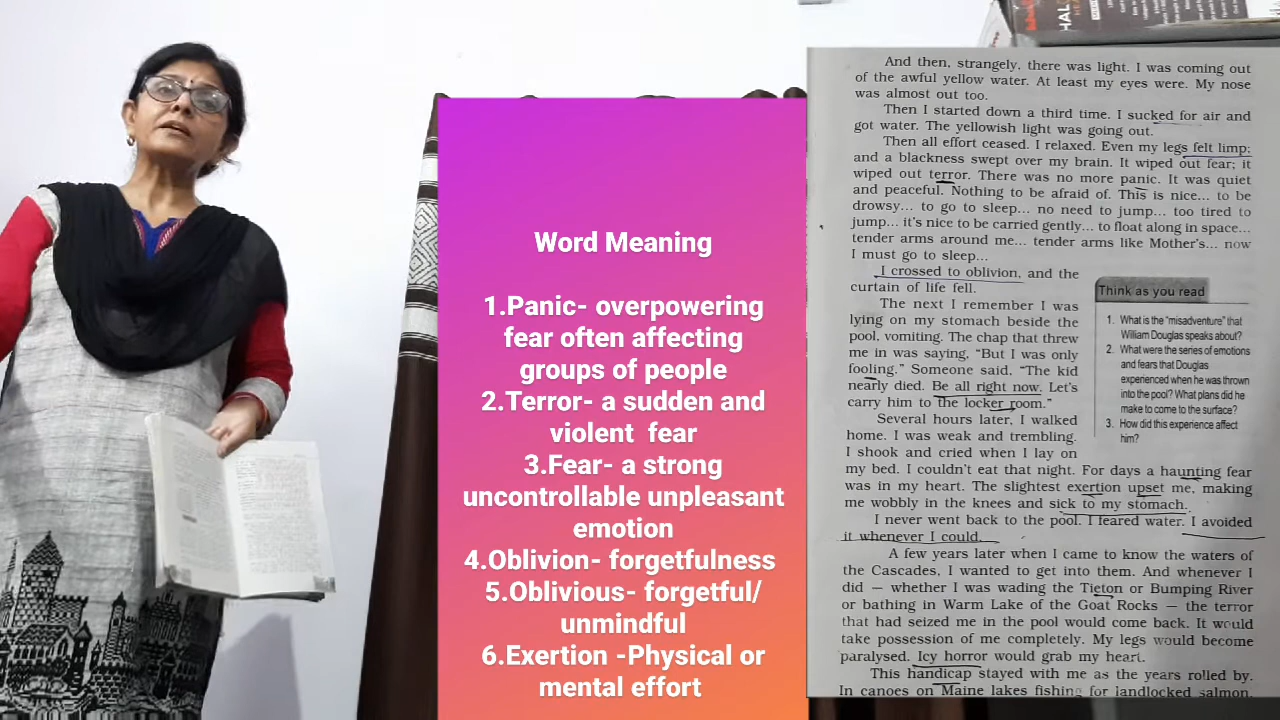 Word Meaning
1.Panic- overpowering
fear often affecting
groups of people
2.Terror- a sudden and
violent  fear
3.Fear- a strong
uncontrollable unpleasant
emotion
4.Oblivion- forgetfulness
5.Oblivious- forgetful/
unmindful
6.Exertion -Physical or
mental effort
And then, strangely, there was light. I was coming out
of the awful yellow water. At least my eyes were. My nose
was almost out too.
Then I started down a third time. I sucked for air and
got water. The yellowish light was going out.
Then all effort ceased. I relaxed. Even my legs felt limp;
and a blackness swept over my brain. It wiped out fear; it
wiped out terror. There was no more panic. It was quiet
and peaceful. Nothing to be afraid of. This is nice... to be
drowsy... to go to sleep... no need to jump... too tired to
jump... it's nice to be carried gently... to float along in space...
tender arms around me... tender arms like Mother's... now
I must go to sleep...
I crossed to oblivion, and the
curtain of life fell.
The next I remember I was
lying on my stomach beside the
pool, vomiting. The chap that threw
me in was saying, “But I was only
fooling.” Someone said, “The kid
nearly died. Be all right now. Let's
carry him to the locker room.”
Several hours later, I walked
home. I was weak and trembling.
I shook and cried when I lay on
my bed. I couldn't eat that night. For days a haunting fear
was in my heart. The slightest exertion upset me, making
me wobbly in the knees and sick to my stomach.
I never went back to the pool. I feared water. I avoided
it whenever I could.
A few years later when I came to know the waters of
the Cascades, I wanted to get into them. And whenever I
did — whether I was wading the Tieton or Bumping River
or bathing in Warm Lake of the Goat Rocks — the terror
that had seized me in the pool would come back. It would
take possession of me completely. My legs would become
paralysed. Icy horror would grab my heart.
This handicap stayed with me as the years rolled by.
In canoes on Maine lakes fishing for landlocked salmon,
Think as you read
1. What is the “misadventure” that
William Douglas speaks about?
2. What were the series of emotions
and fears that Douglas
experienced when he was thrown
into the pool? What plans did he
make to come to the surface?
3. How did this experience affect
him?